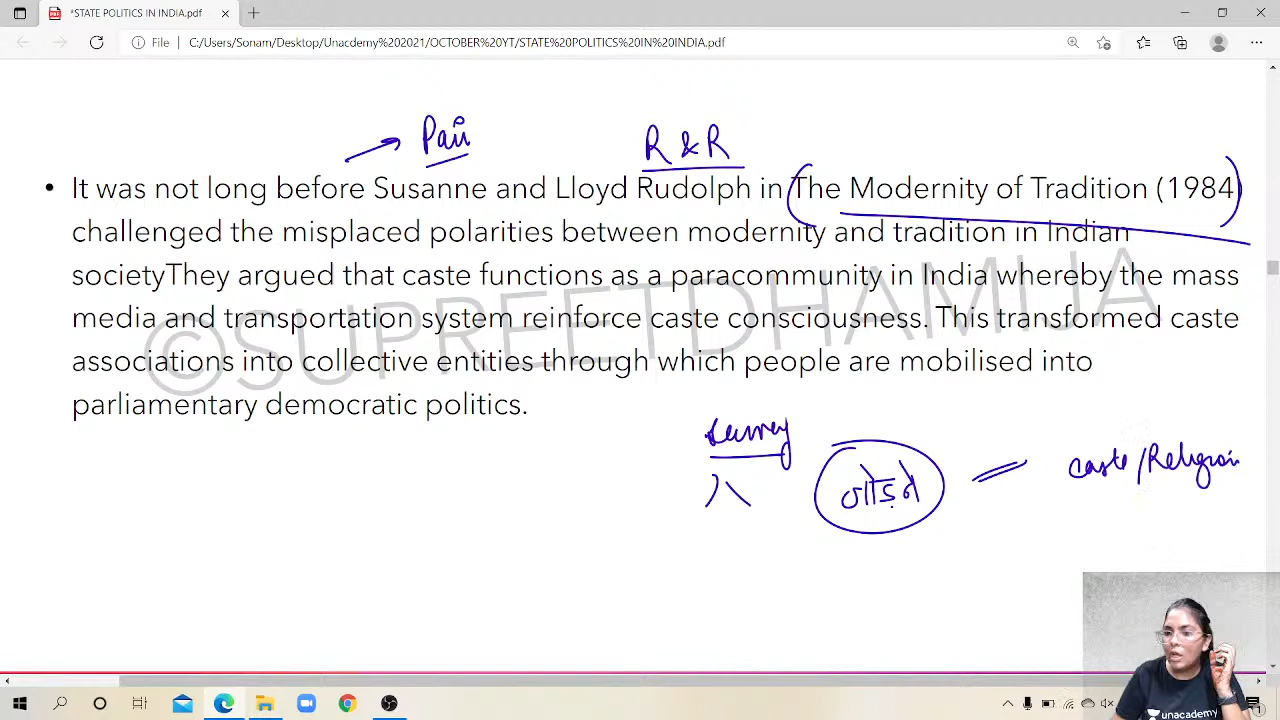 *STATE POLITICS IN INDIA.pdf
File C:/Users/Sonam/Desktop/Unacdemy%202021/OCTOBER%20YT/STATE%20POLITICS%20IN%20INDIA.pdf
Pair R & R
• It was not long before Susanne and Lloyd Rudolph in The Modernity of Tradition (1984
challenged the misplaced polarities between modernity and tradition in Indian
societyThey argued that caste functions as a paracommunity in India whereby the mass
media and transportation system reinforce caste consciousness. This transformed caste
associations into collective entities through which people are mobilised into
parliamentary democratic politics.
©SUPREETDHAMIJA
survey
caste/Religion
unacademy